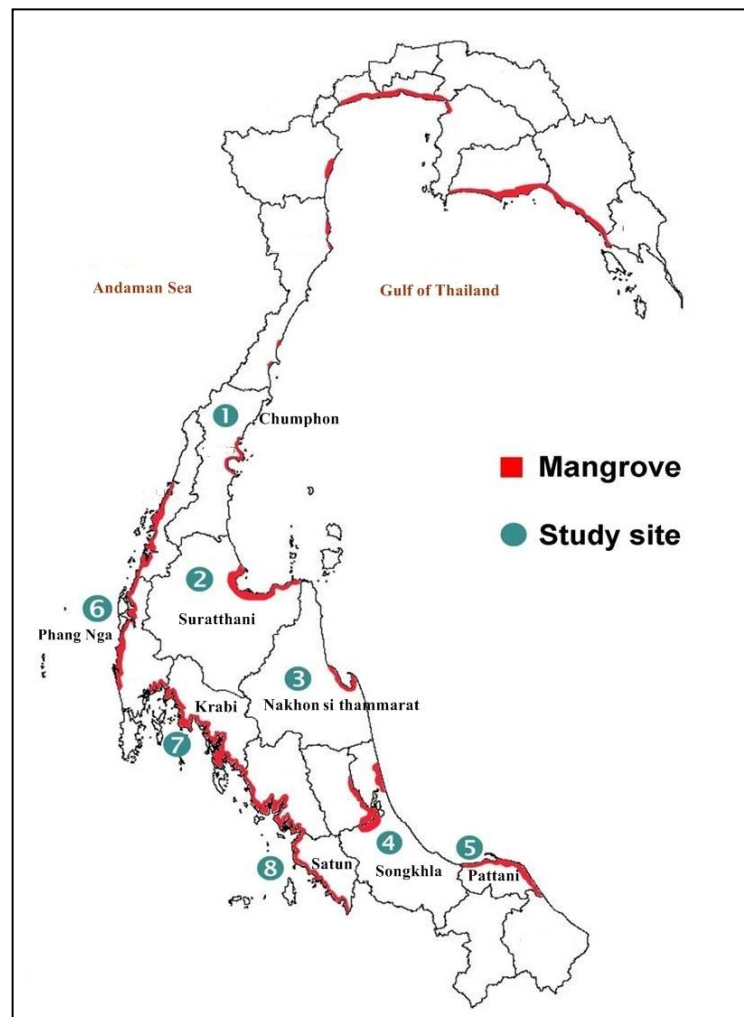 Andaman Sea
Gulf of Thailand
1
Chumphon
Mangrove
Study site
2
Suratthani
6
Phang Nga
3
Krabi
Nakhon si thammarat
7
4
5
8
Satun
Songkhla
Pattani